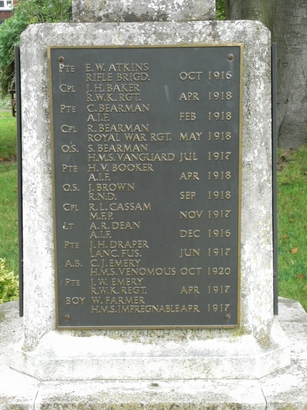 PTE E.W. ATKINS
RIFLE BRIGD. OCT 1916
CPL J.H. BAKER
R.W.K. RGT. APR 1918
PTE C. BEARMAN
A.I.F. FEB 1918
CPL R. BEARMAN
ROYAL WAR RGT. MAY 1918
O.S. S. BEARMAN
H.M.S. VANGUARD JUL 1917
PTE H.V. BOOKER
A.I.F. APR 1918
O.S. J. BROWN
R.N.D. SEP 1918
CPL R.L. CASSAM
M.F.P. NOV 1917
LT A.R. DEAN
A.I.F. DEC 1916
PTE J.H. DRAPER
LANC. FUS. JUN 1917
A.B. C.J. EMERY
H.M.S. VENOMOUS OCT 1920
PTE J.W. EMERY
R.W.K. REGT. APR 1917
BOY W. FARMER
H.M.S. IMPREGNABLE APR 1917